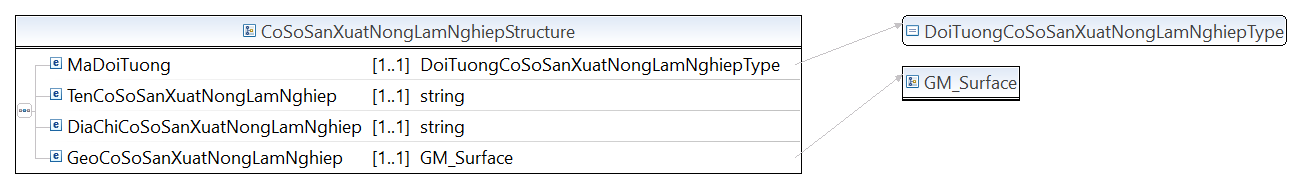 CoSoSanXuatNongLamNghiepStructure
MaDoiTuong [1..1] DoiTuongCoSoSanXuatNongLamNghiepType
TenCoSoSanXuatNongLamNghiep [1..1] string
DiaChiCoSoSanXuatNongLamNghiep [1..1] string
GeoCoSoSanXuatNongLamNghiep [1..1] GM_Surface
DoiTuongCoSoSanXuatNongLamNghiepType
GM_Surface